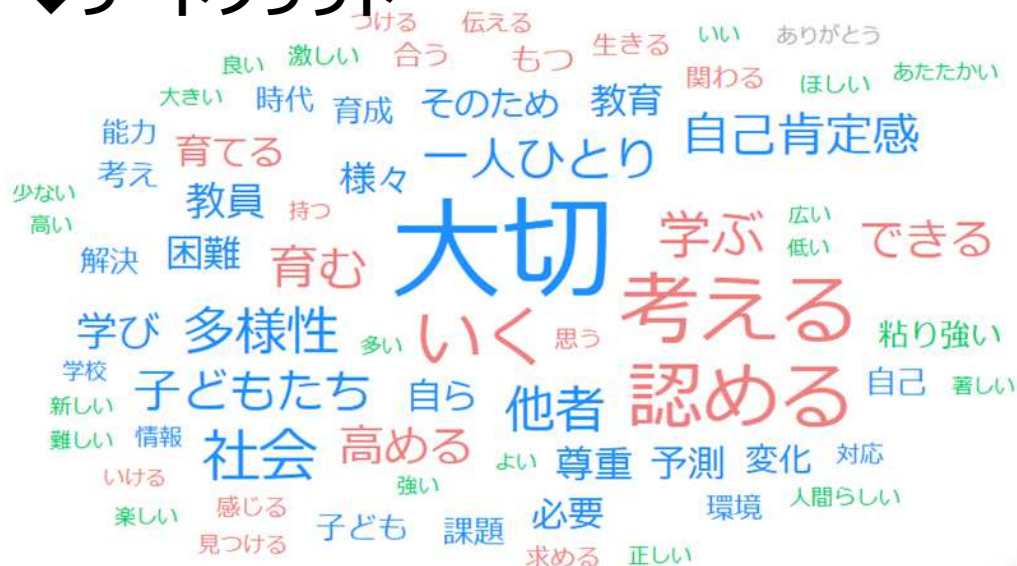 ◆ワードクラウド
つける 伝える
いい ありがとう
良い 激しい 合う もつ 生きる
関わる ほしい あたたかい
大きい 時代 育成 そのため 教育
能力 育てる 様々 一人ひとり 自己肯定感
少ない 考え 教員 持つ
高い 大切 学ぶ 広い できる
解決 困難 育む 低い
学び 多様性 多い いく 思う 考える 粘り強い
学校 子どもたち 自ら 他者 認める 自己 著しい
新しい
難しい 情報 社会 高める よい 尊重 予測 変化 対応
いける 強い
楽しい 感じる 子ども 課題 必要 環境 人間らしい
見つける 求める 正しい